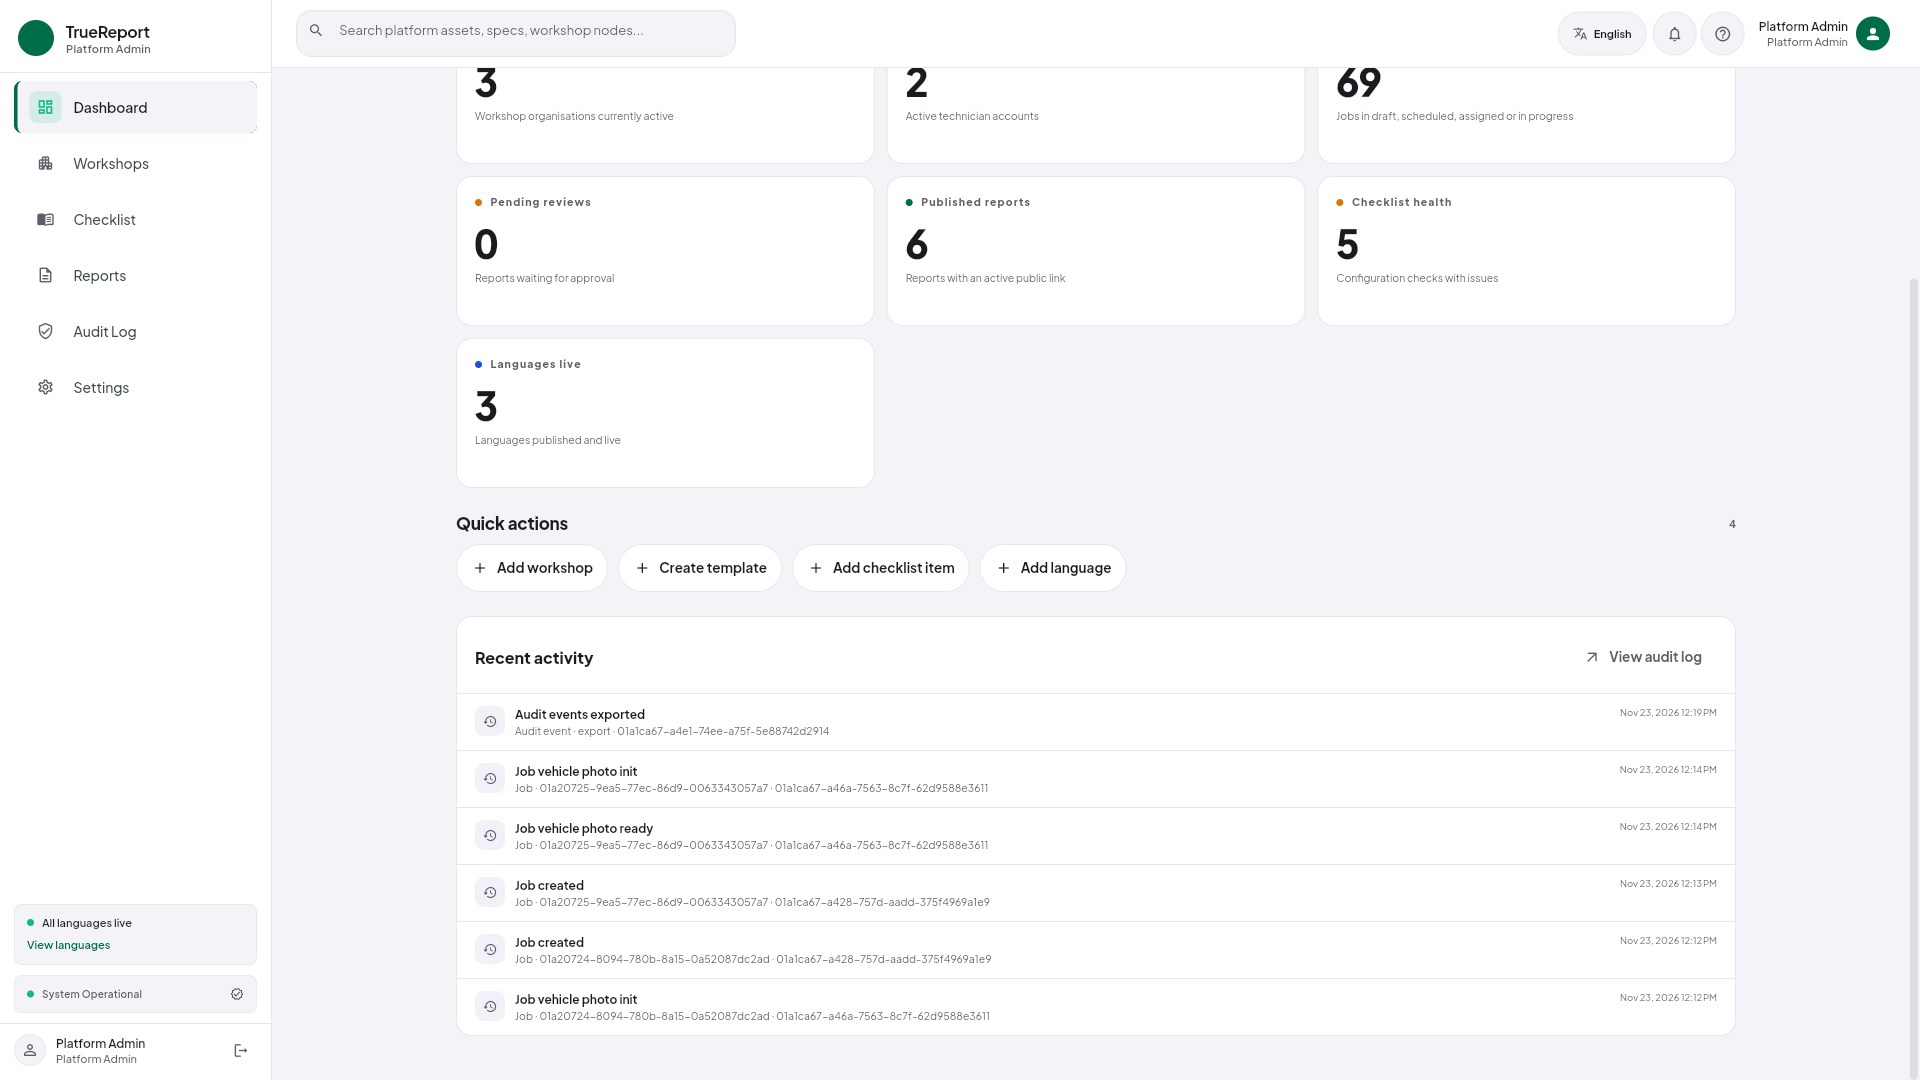 TrueReport
Platform Admin
Search platform assets, specs, workshop nodes...
English
Platform Admin
Platform Admin
Dashboard
Workshops
Checklist
Reports
Audit Log
Settings
3
Workshop organisations currently active
2
Active technician accounts
69
Jobs in draft, scheduled, assigned or in progress
Pending reviews
0
Reports waiting for approval
Published reports
6
Reports with an active public link
Checklist health
5
Configuration checks with issues
Languages live
3
Languages published and live
Quick actions
4
Add workshop
Create template
Add checklist item
Add language
Recent activity
View audit log
Audit events exported
Nov 23, 2026 12:19 PM
Audit event · export · 01a1ca67-a4e1-74ee-a75f-5e88742d2914
Job vehicle photo init
Nov 23, 2026 12:14 PM
Job · 01a20725-9ea5-77ec-86d9-0063343057a7 · 01a1ca67-a46a-7563-8c7f-62d9588e3611
Job vehicle photo ready
Nov 23, 2026 12:14 PM
Job · 01a20725-9ea5-77ec-86d9-0063343057a7 · 01a1ca67-a46a-7563-8c7f-62d9588e3611
Job created
Nov 23, 2026 12:13 PM
Job · 01a20725-9ea5-77ec-86d9-0063343057a7 · 01a1ca67-a428-757d-aadd-375f4969a1e9
Job created
Nov 23, 2026 12:12 PM
Job · 01a20724-8094-780b-8a15-0a52087dc2ad · 01a1ca67-a428-757d-aadd-375f4969a1e9
Job vehicle photo init
Nov 23, 2026 12:12 PM
Job · 01a20724-8094-780b-8a15-0a52087dc2ad · 01a1ca67-a46a-7563-8c7f-62d9588e3611
All languages live
View languages
System Operational
Platform Admin
Platform Admin